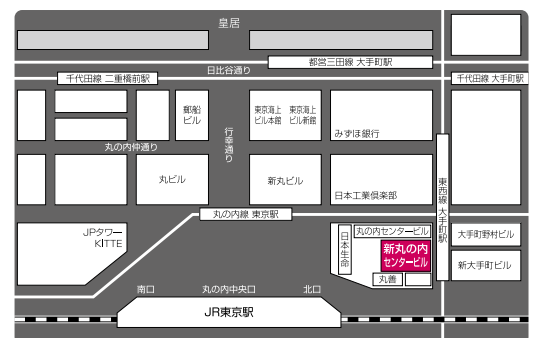 皇居
都営三田線 大手町駅
日比谷通り
千代田線 二重橋前駅
千代田線 大手町駅
郵船
ビル
行幸通り
東京海上
ビル本館
東京海上
ビル新館
みずほ銀行
丸の内仲通り
丸ビル
新丸ビル
日本工業倶楽部
東西線 大手町駅
丸の内線 東京駅
JPタワー
KITTE
日本生命
丸の内センタービル
新丸の内
センタービル
丸善
大手町野村ビル
新大手町ビル
南口
丸の内中央口
北口
JR東京駅